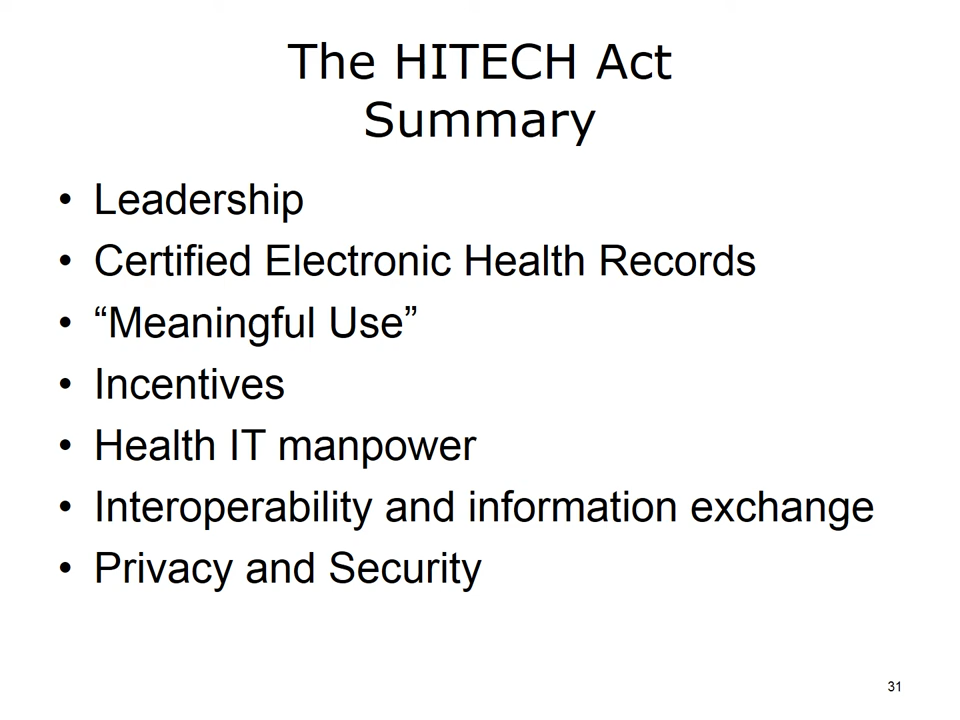 The HITECH Act
Summary
• Leadership
• Certified Electronic Health Records
• “Meaningful Use”
• Incentives
• Health IT manpower
• Interoperability and information exchange
• Privacy and Security
31